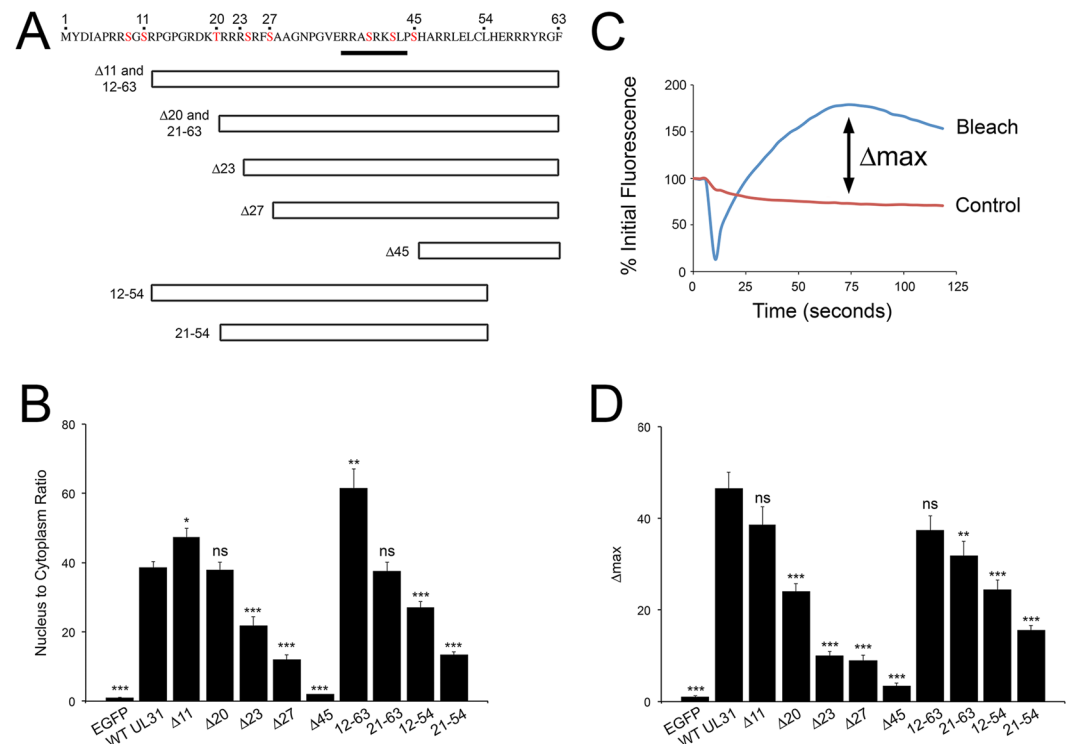 A
1 11 20 23 27 45 54 63
MYDIAPRRSGSRPGPGRDKTRRRSRFSAAGNPGVERRASRKSLPSHARRLELCLHERRRYRGF
Δ11 and
12-63
Δ20 and
21-63
Δ23
Δ27
Δ45
12-54
21-54
C
% Initial Fluorescence
200
150
100
50
0
0 25 50 75 100 125
Time (seconds)
Bleach
Δmax
Control
B
Nucleus to Cytoplasm Ratio
80
60
40
20
0
*** * ns *** *** *** ** ns *** ***
EGFP WT UL31 Δ11 Δ20 Δ23 Δ27 Δ45 12-63 21-63 12-54 21-54
D
Δmax
60
40
20
0
*** ns *** *** *** *** ns ** *** ***
EGFP WT UL31 Δ11 Δ20 Δ23 Δ27 Δ45 12-63 21-63 12-54 21-54